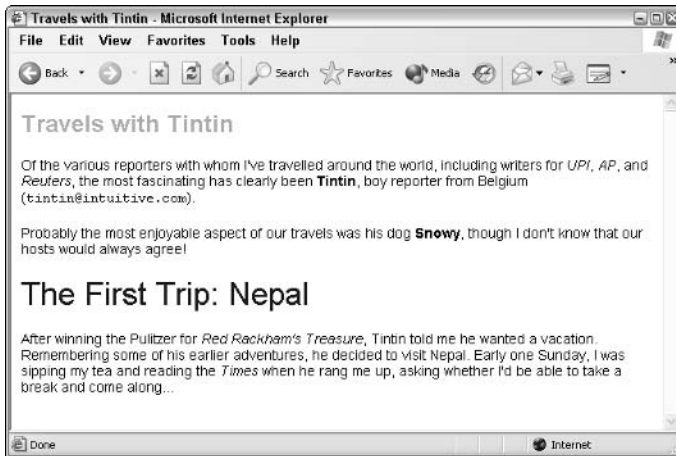 Travels with Tintin - Microsoft Internet Explorer
File Edit View Favorites Tools Help
Back Search Favorites Media »
Travels with Tintin
Of the various reporters with whom I've travelled around the world, including writers for UPI, AP, and
Reuters, the most fascinating has clearly been Tintin, boy reporter from Belgium
(tintin@intuitive.com).
Probably the most enjoyable aspect of our travels was his dog Snowy, though I don't know that our
hosts would always agree!
The First Trip: Nepal
After winning the Pulitzer for Red Rackham's Treasure, Tintin told me he wanted a vacation.
Remembering some of his earlier adventures, he decided to visit Nepal. Early one Sunday, I was
sipping my tea and reading the Times when he rang me up, asking whether I'd be able to take a
break and come along...
Done Internet